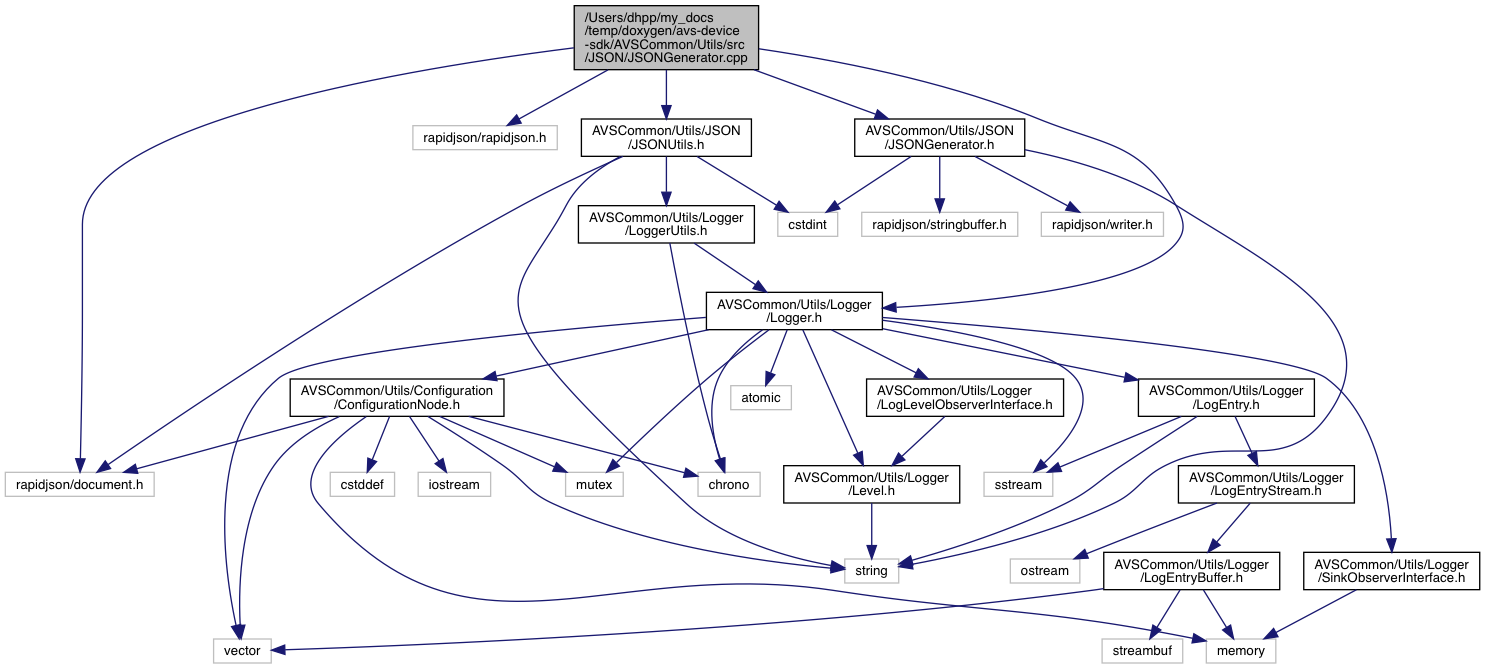 /Users/dhpp/my_docs
/temp/doxygen/avs-device
-sdk/AVSCommon/Utils/src
/JSON/JSONGenerator.cpp
rapidjson/rapidjson.h
AVSCommon/Utils/JSON
/JSONUtils.h
AVSCommon/Utils/JSON
/JSONGenerator.h
AVSCommon/Utils/Logger
/LoggerUtils.h
cstdint
rapidjson/stringbuffer.h
rapidjson/writer.h
AVSCommon/Utils/Logger
/Logger.h
AVSCommon/Utils/Configuration
/ConfigurationNode.h
atomic
AVSCommon/Utils/Logger
/LogLevelObserverInterface.h
AVSCommon/Utils/Logger
/LogEntry.h
rapidjson/document.h
cstddef
iostream
mutex
chrono
AVSCommon/Utils/Logger
/Level.h
sstream
AVSCommon/Utils/Logger
/LogEntryStream.h
string
ostream
AVSCommon/Utils/Logger
/LogEntryBuffer.h
AVSCommon/Utils/Logger
/SinkObserverInterface.h
vector
streambuf
memory